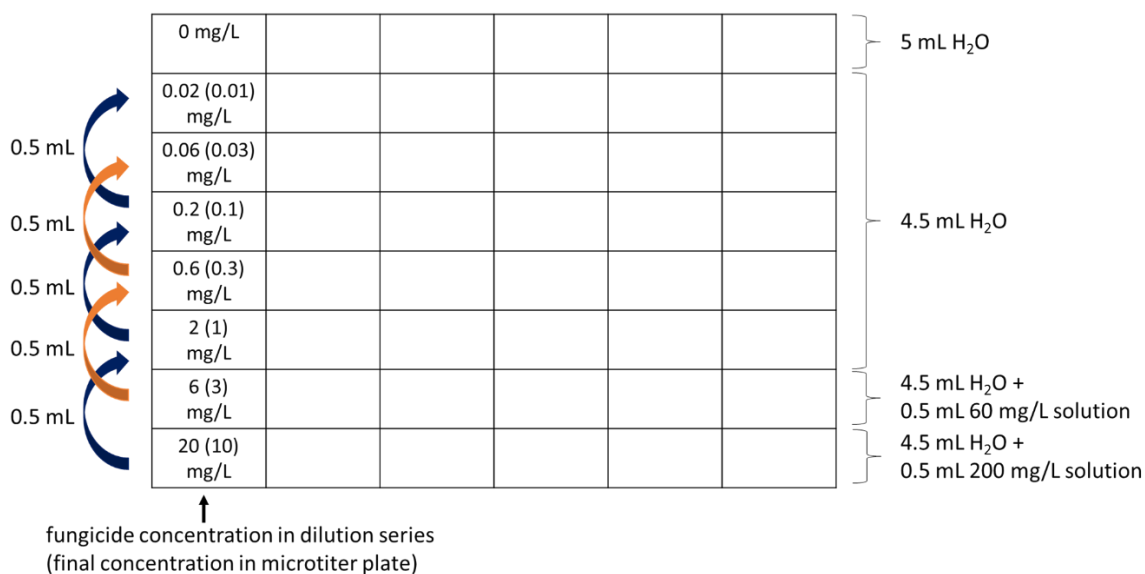 0 mg/L
5 mL H₂O
0.02 (0.01)
mg/L
0.5 mL
0.06 (0.03)
mg/L
0.5 mL
0.2 (0.1)
mg/L
4.5 mL H₂O
0.5 mL
0.6 (0.3)
mg/L
0.5 mL
2 (1)
mg/L
0.5 mL
6 (3)
mg/L
4.5 mL H₂O +
0.5 mL 60 mg/L solution
20 (10)
mg/L
4.5 mL H₂O +
0.5 mL 200 mg/L solution
fungicide concentration in dilution series
(final concentration in microtiter plate)